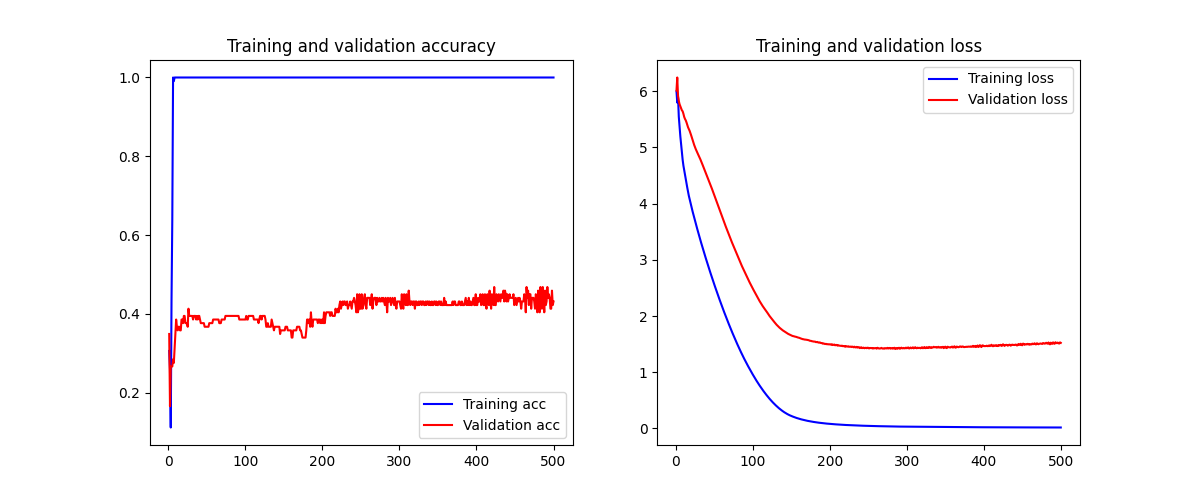 Training and validation accuracy
1.0
0.8
0.6
0.4
0.2
0 100 200 300 400 500
Training acc
Validation acc
Training and validation loss
6
5
4
3
2
1
0
0 100 200 300 400 500
Training loss
Validation loss